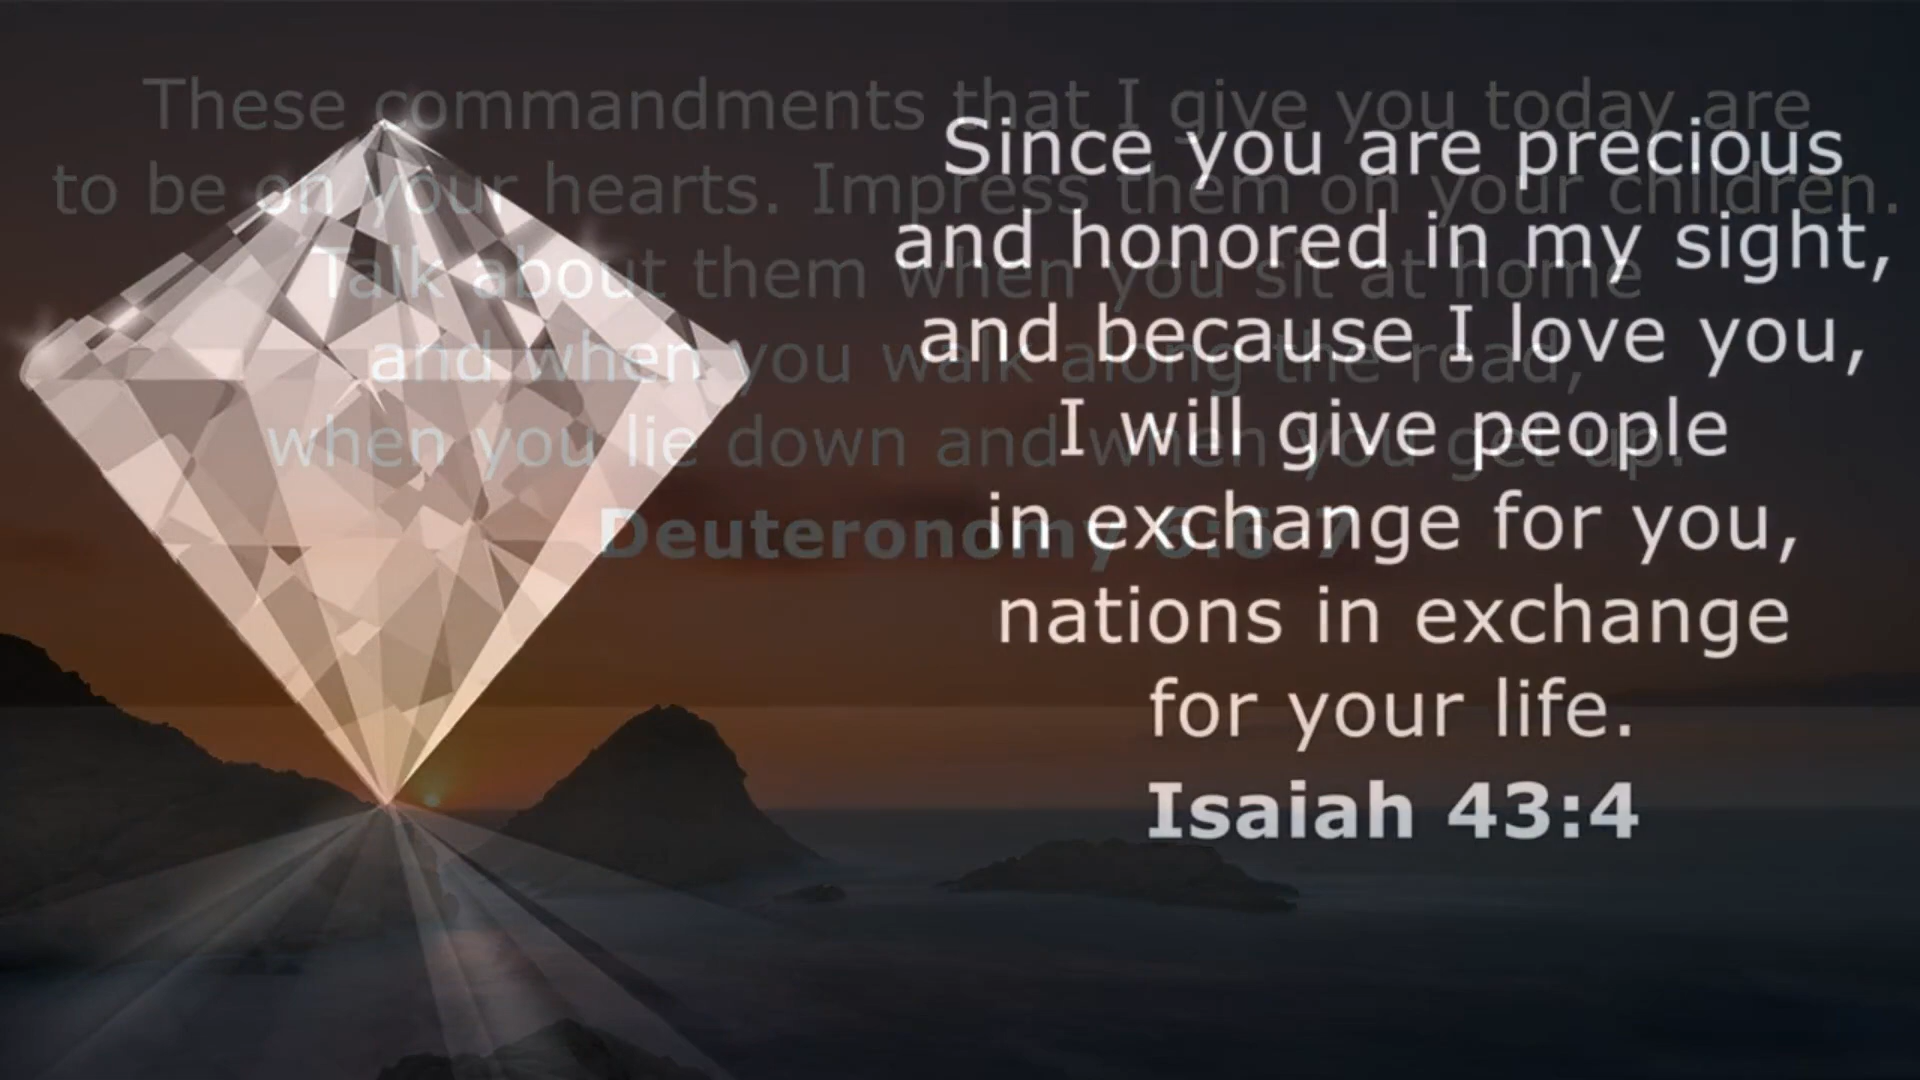 These commandments that I give you today are
to be on your hearts. Impress them on your children.
Talk about them when you sit at home
and when you walk along the road,
when you lie down and when you get up.
Deuteronomy 6:6-7
Since you are precious
and honored in my sight,
and because I love you,
I will give people
in exchange for you,
nations in exchange
for your life.
Isaiah 43:4